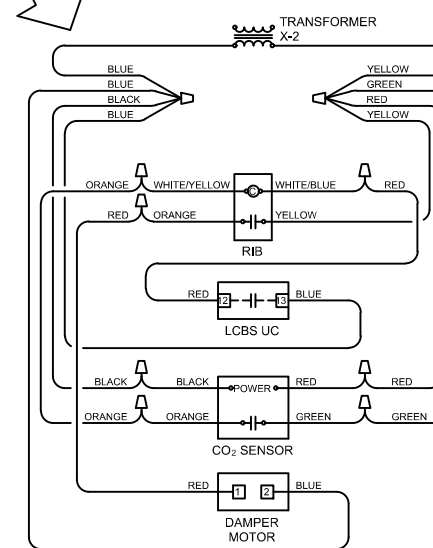 TRANSFORMER
X-2
BLUE
BLUE
BLACK
BLUE
YELLOW
GREEN
RED
YELLOW
ORANGE WHITE/YELLOW C WHITE/BLUE RED
RED ORANGE YELLOW
RIB
RED 12 13 BLUE
LCBS UC
BLACK BLACK POWER RED RED
ORANGE ORANGE GREEN GREEN
CO₂ SENSOR
RED 1 2 BLUE
DAMPER
MOTOR